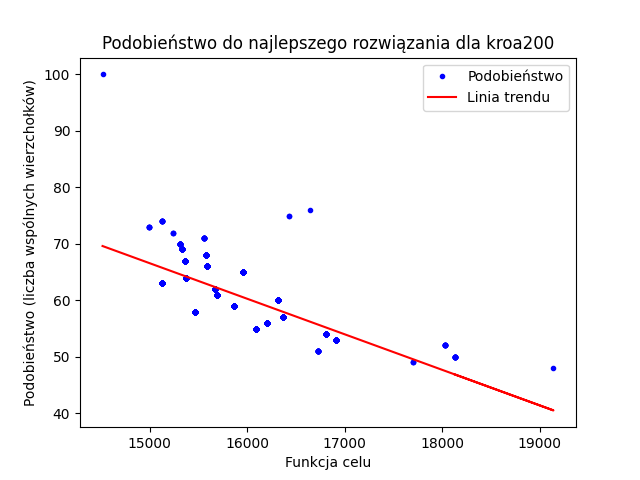 Podobieństwo do najlepszego rozwiązania dla kroa200
Podobieństwo (liczba wspólnych wierzchołków)
100
90
80
70
60
50
40
Podobieństwo
Linia trendu
15000 16000 17000 18000 19000
Funkcja celu